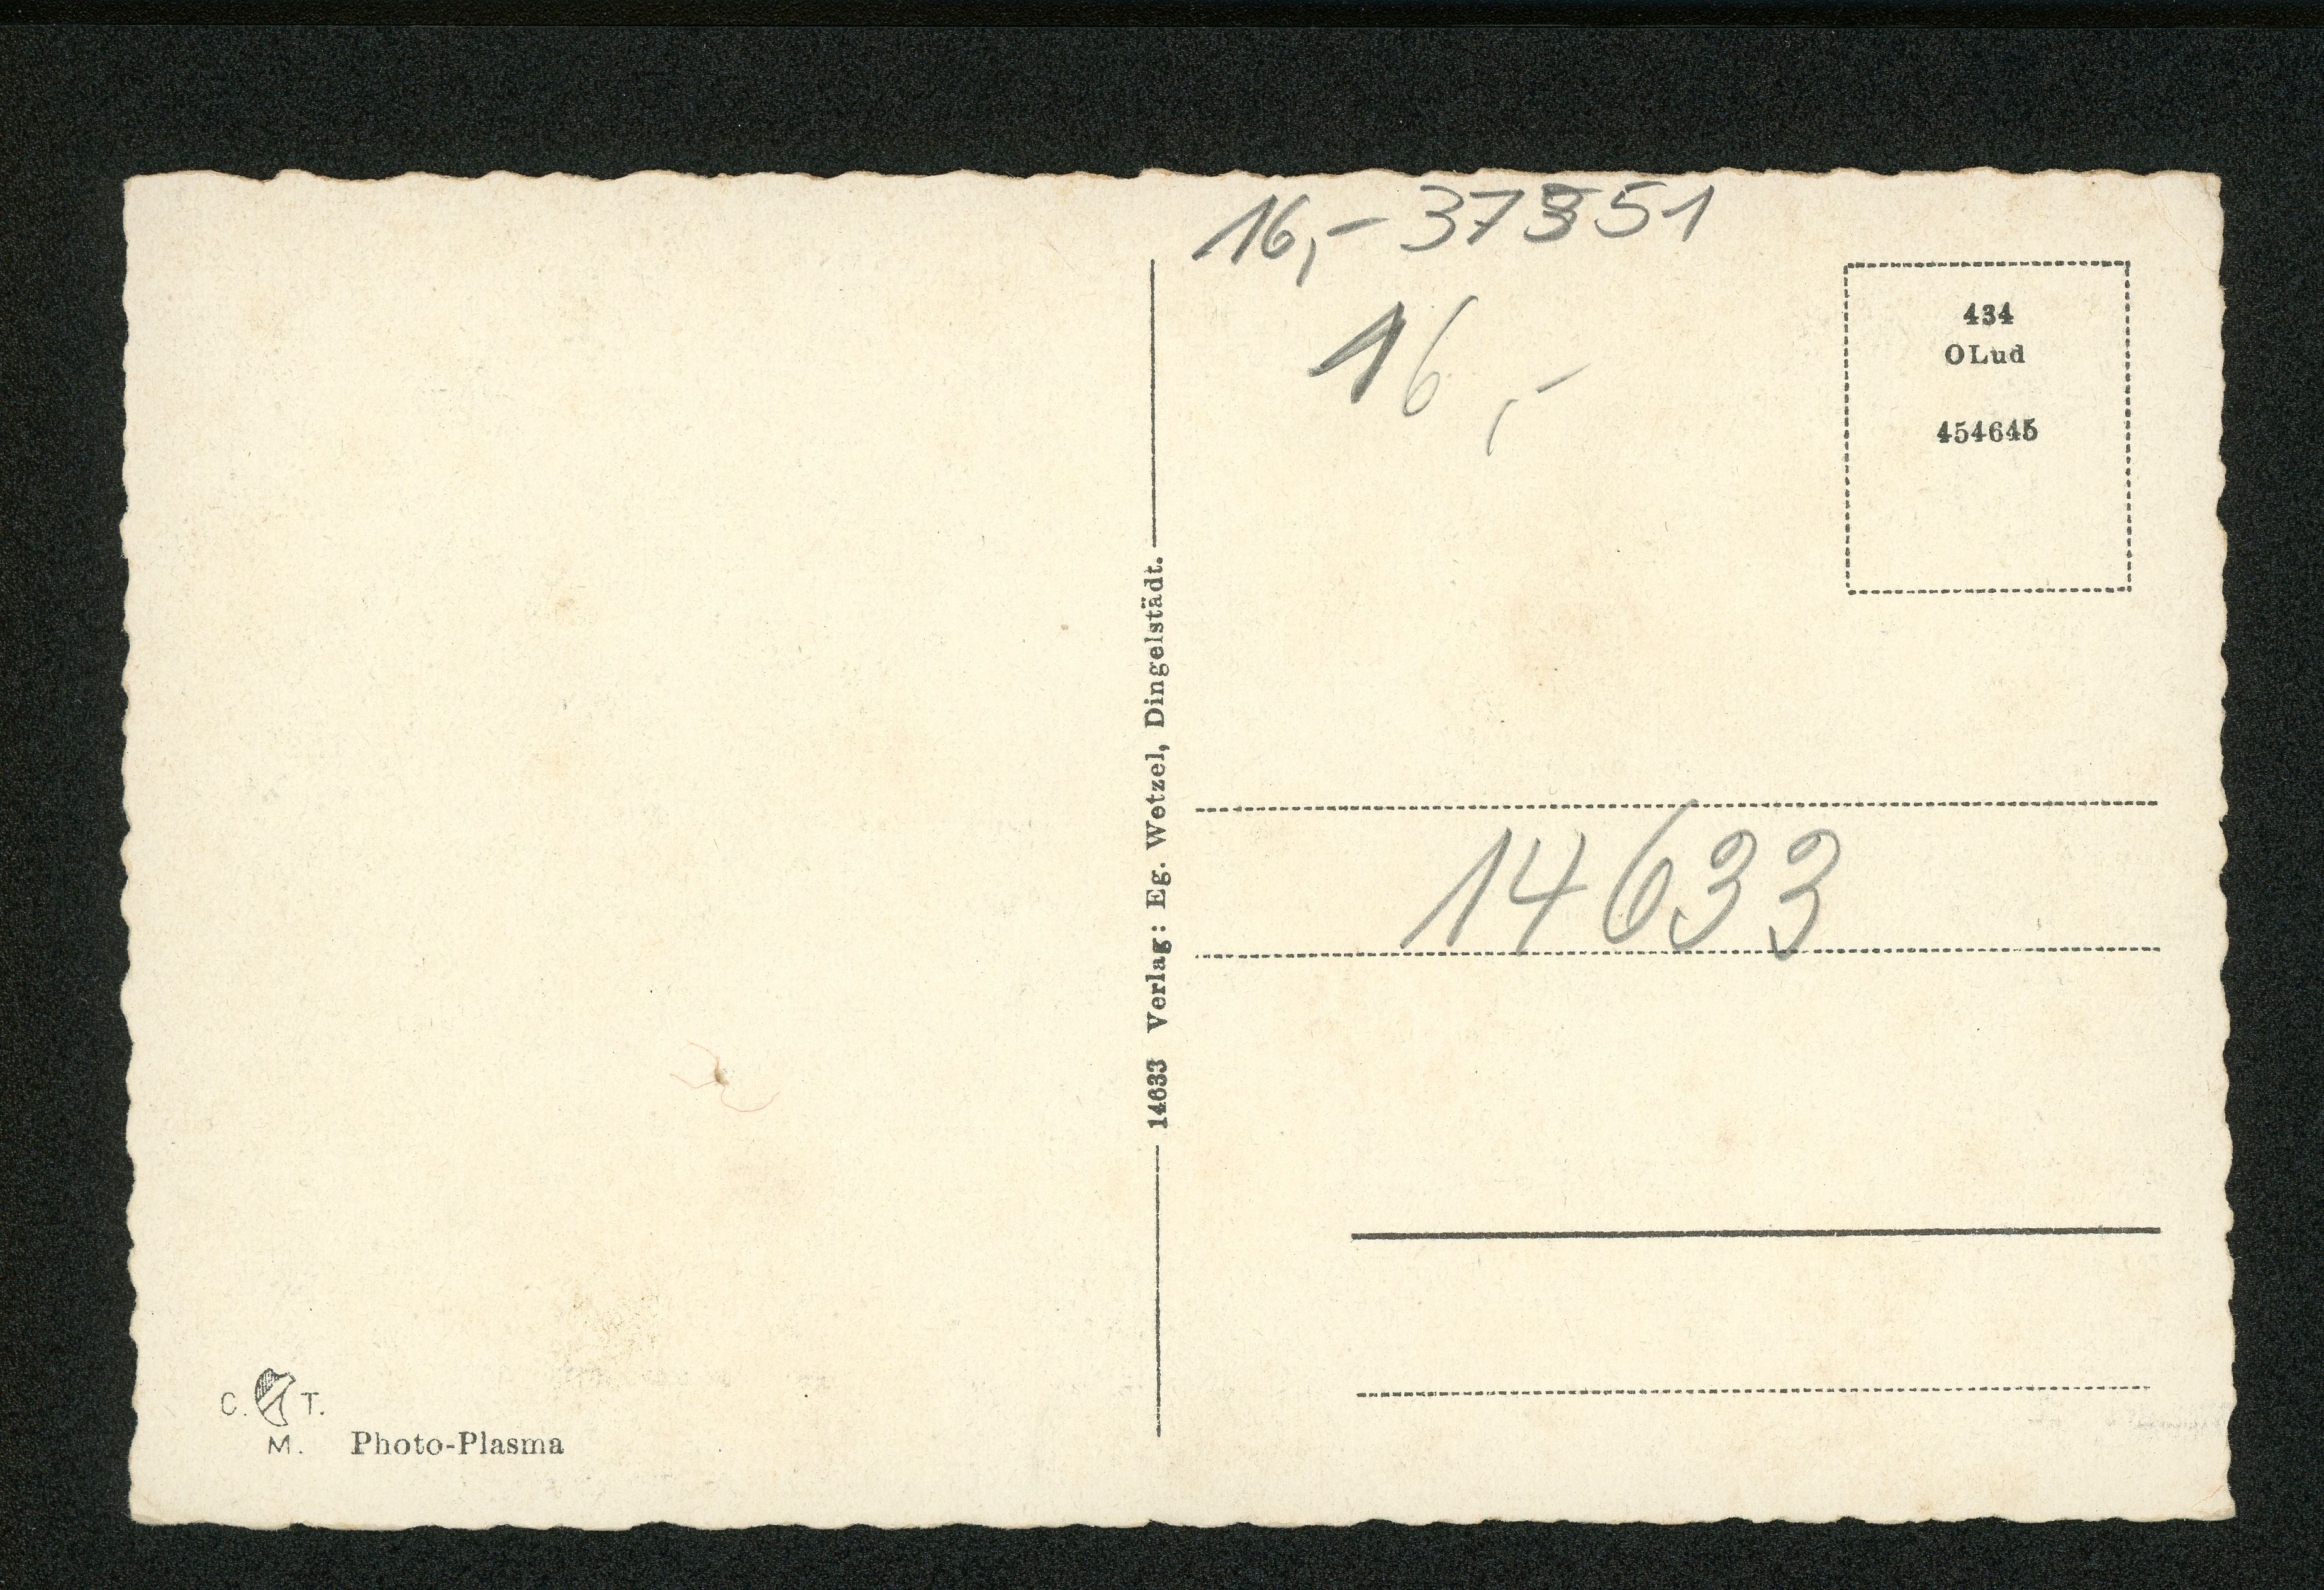 16,- 37351
16,-
434
OLud
454645
14633 Verlag: Eg. Wetzel, Dingelstädt.
14633
C. T.
M. Photo-Plasma